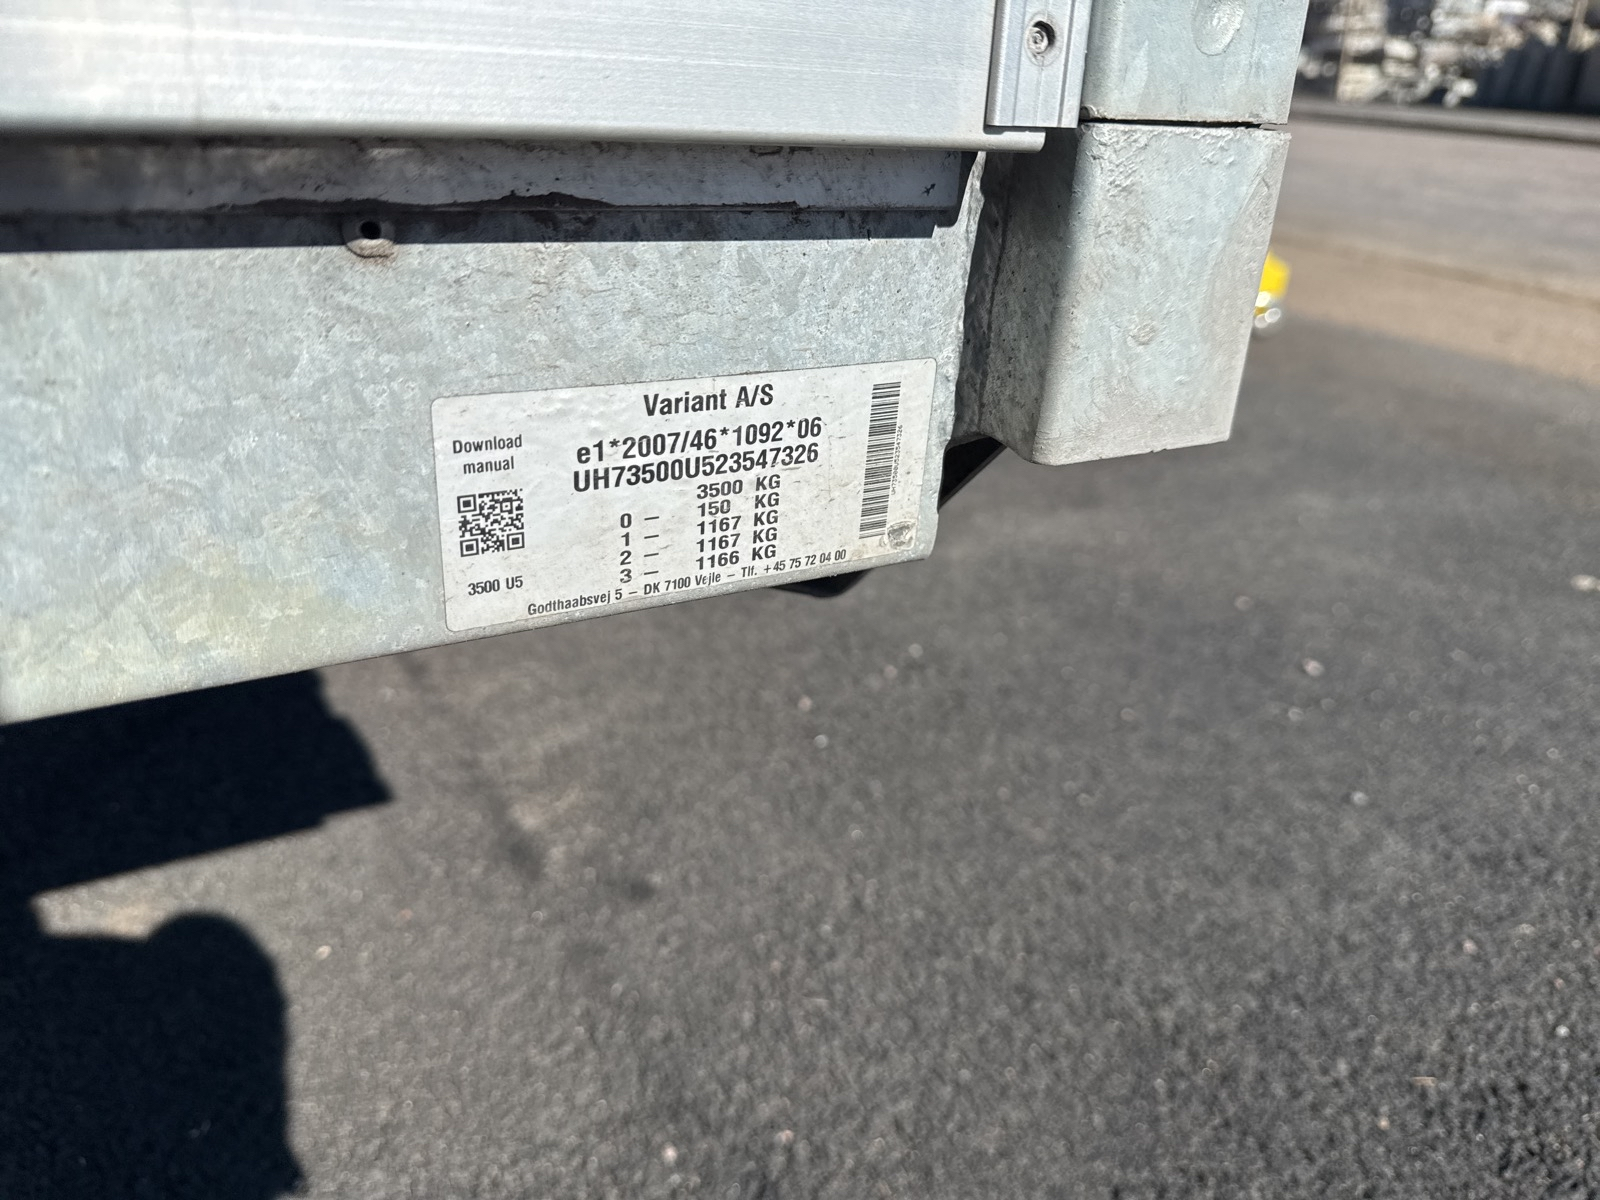 Variant A/S
e1*2007/46*1092*06
UH73500U523547326
3500 KG
0 – 150 KG
1 – 1167 KG
2 – 1167 KG
3 – 1166 KG
Godthaabsvej 5 – DK 7100 Vejle – Tlf. +45 75 72 04 00
Download
manual
3500 U5
UH73500U523547326